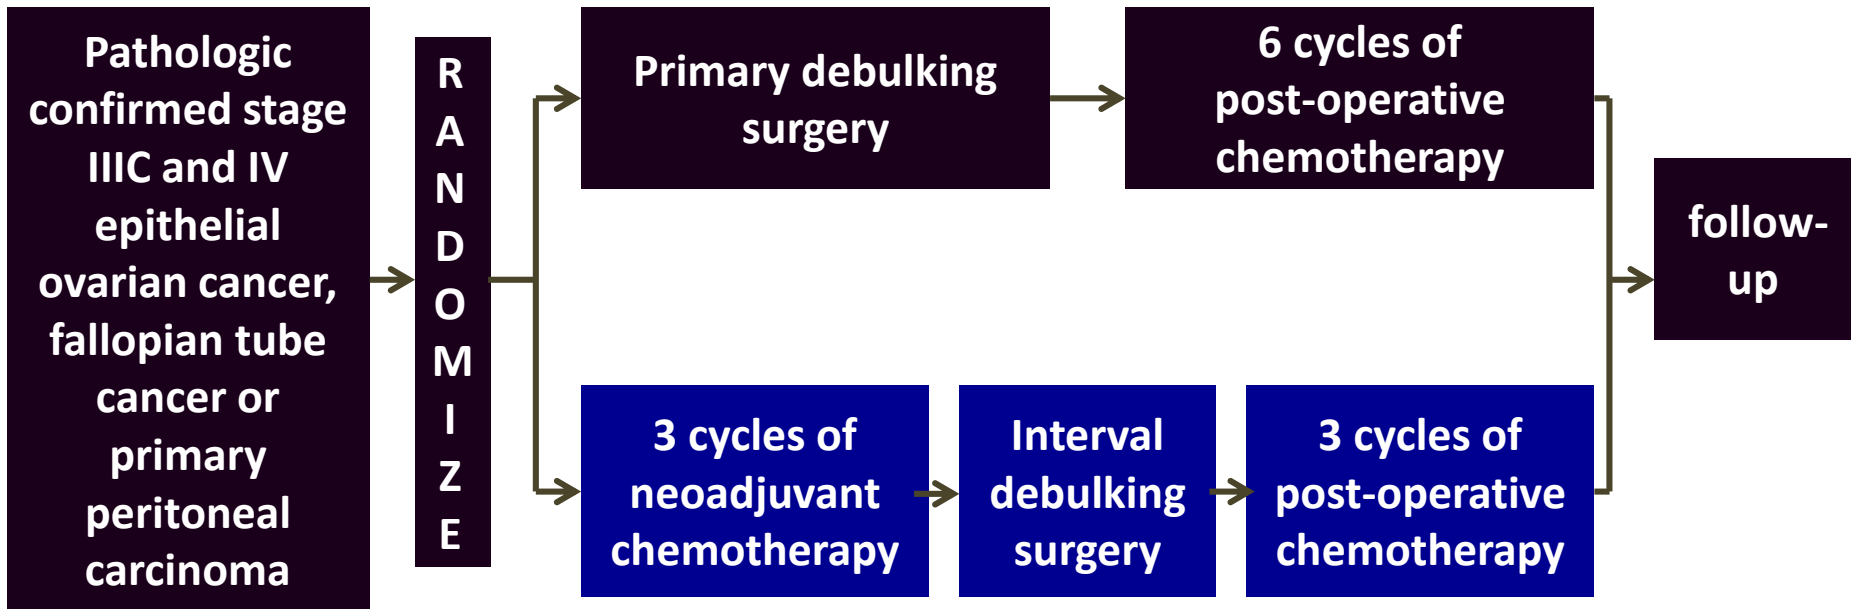 Pathologic
confirmed stage
IIIC and IV
epithelial
ovarian cancer,
fallopian tube
cancer or
primary
peritoneal
carcinoma
R
A
N
D
O
M
I
Z
E
Primary debulking
surgery
6 cycles of
post-operative
chemotherapy
3 cycles of
neoadjuvant
chemotherapy
Interval
debulking
surgery
3 cycles of
post-operative
chemotherapy
follow-
up